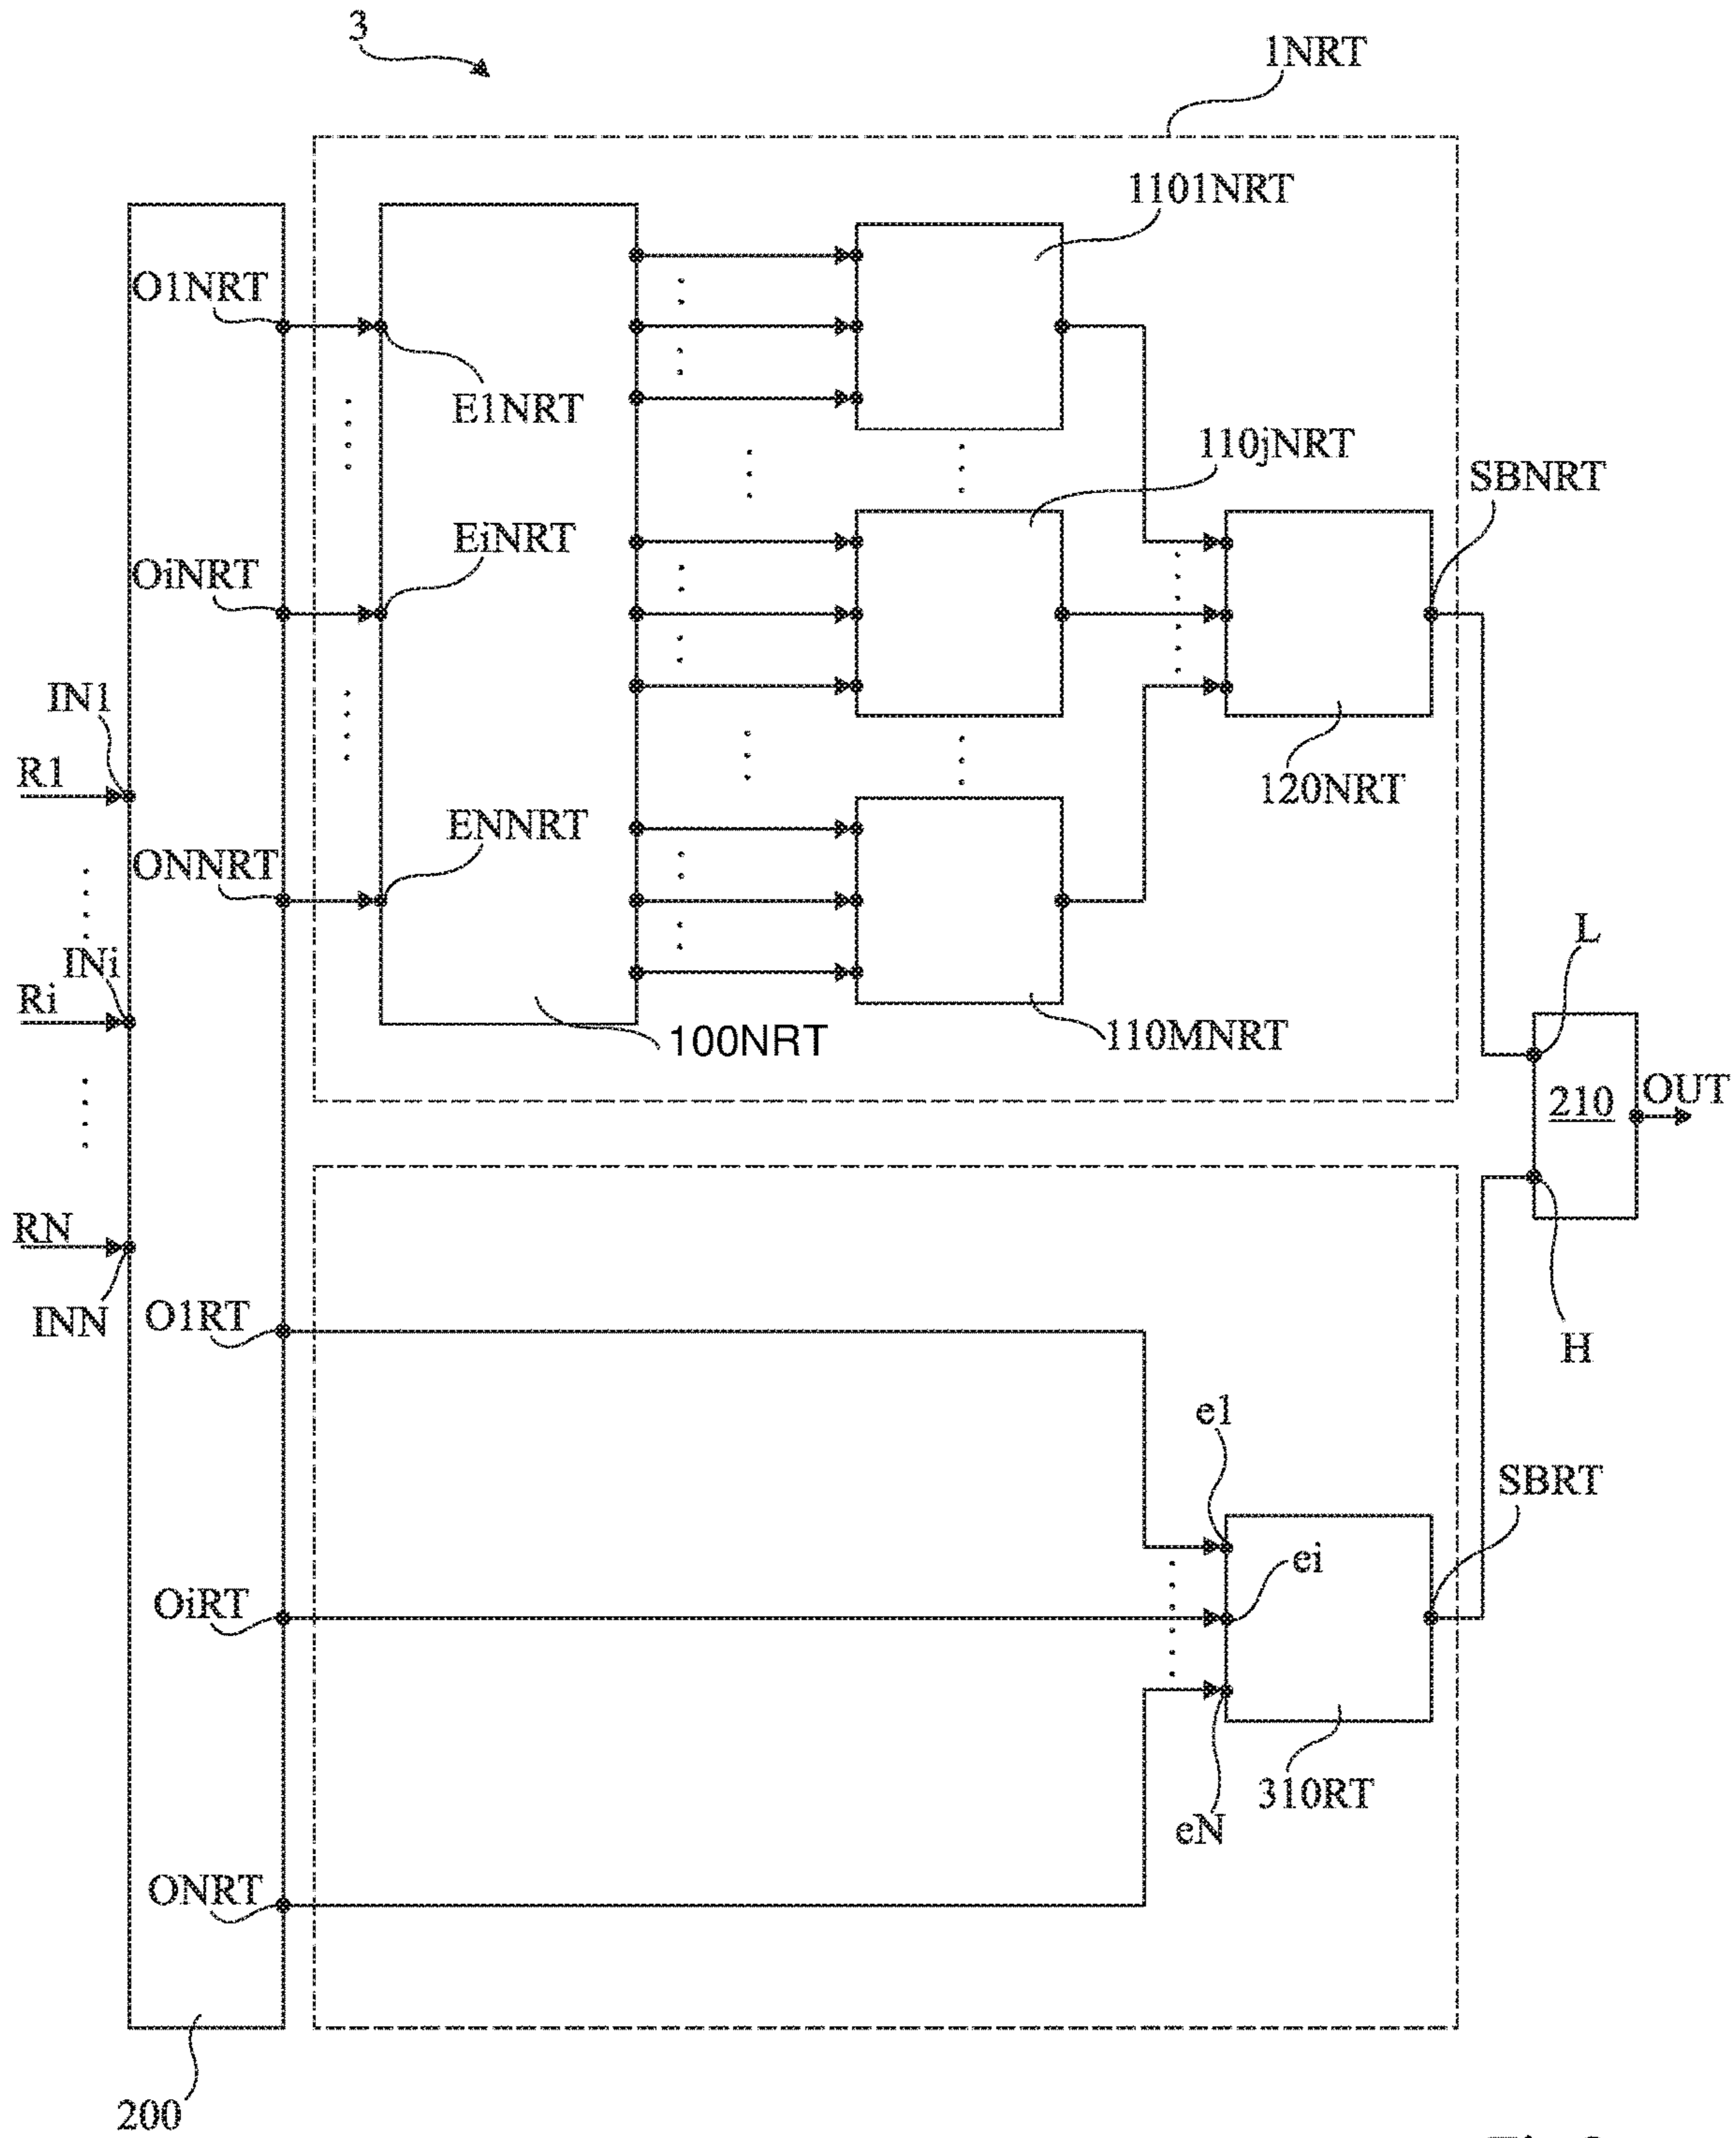 3
1NRT
1101NRT
O1NRT
E1NRT
110jNRT
SBNRT
EiNRT
OiNRT
IN1
R1
120NRT
ENNRT
ONNRT
L
INi
Ri
100NRT
110MNRT
210
OUT
RN
INN
O1RT
H
e1
SBRT
ei
OiRT
310RT
eN
ONRT
200